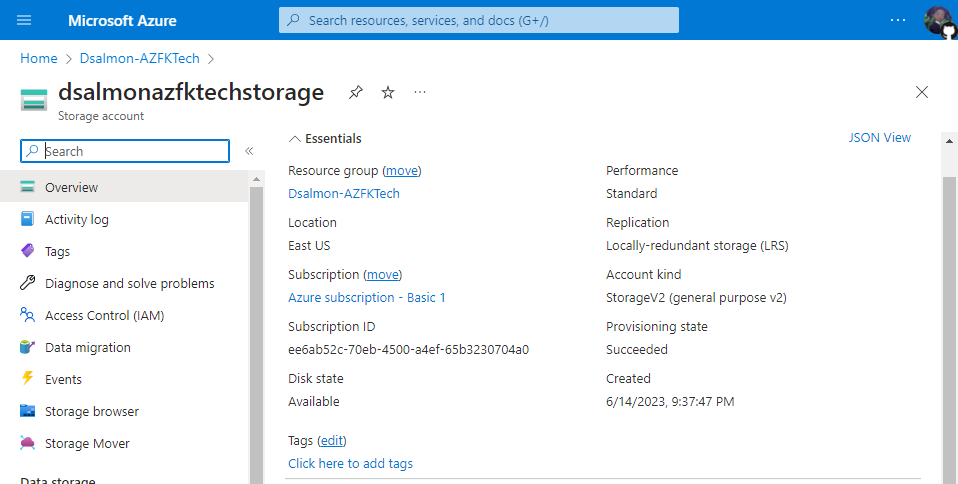 Microsoft Azure
Search resources, services, and docs (G+/)
Home > Dsalmon-AZFKTech >
dsalmonazfktechstorage
Storage account
Search
Overview
Activity log
Tags
Diagnose and solve problems
Access Control (IAM)
Data migration
Events
Storage browser
Storage Mover
Data storage
Essentials
JSON View
Resource group (move)
Dsalmon-AZFKTech
Location
East US
Subscription (move)
Azure subscription - Basic 1
Subscription ID
ee6ab52c-70eb-4500-a4ef-65b3230704a0
Disk state
Available
Performance
Standard
Replication
Locally-redundant storage (LRS)
Account kind
StorageV2 (general purpose v2)
Provisioning state
Succeeded
Created
6/14/2023, 9:37:47 PM
Tags (edit)
Click here to add tags